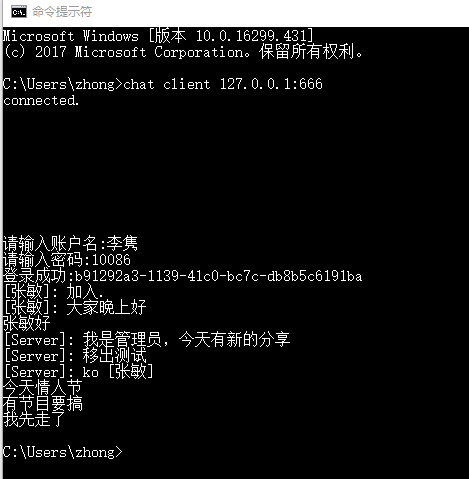 命令提示符
Microsoft Windows [版本 10.0.16299.431]
(c) 2017 Microsoft Corporation。保留所有权利。
C:\Users\zhong>chat client 127.0.0.1:666
connected.
请输入账户名:李隽
请输入密码:10086
登录成功:b91292a3-1139-41c0-bc7c-db8b5c6191ba
[张敏]: 加入.
[张敏]: 大家晚上好
张敏好
[Server]: 我是管理员，今天有新的分享
[Server]: 移出测试
[Server]: ko [张敏]
今天情人节
有节目要搞
我先走了
C:\Users\zhong>